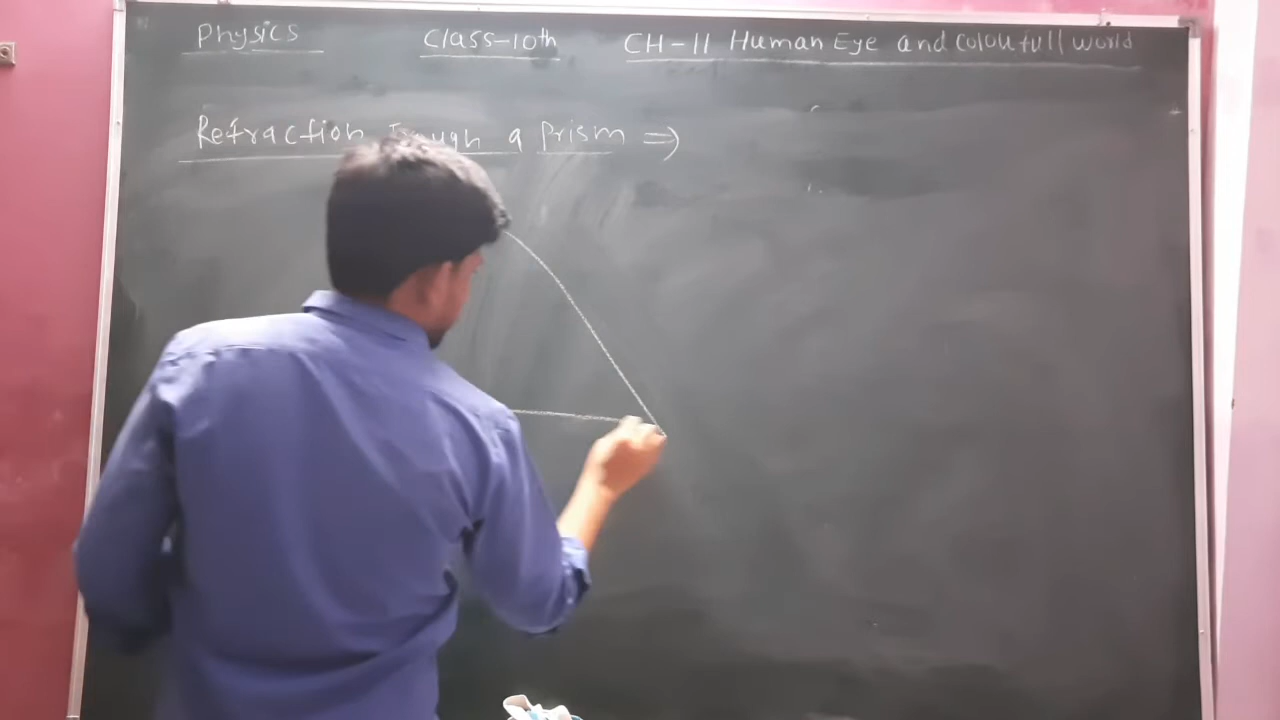 Physics Class-10th CH-11 Human Eye and Colourfull world
Refraction a Prism ⇒